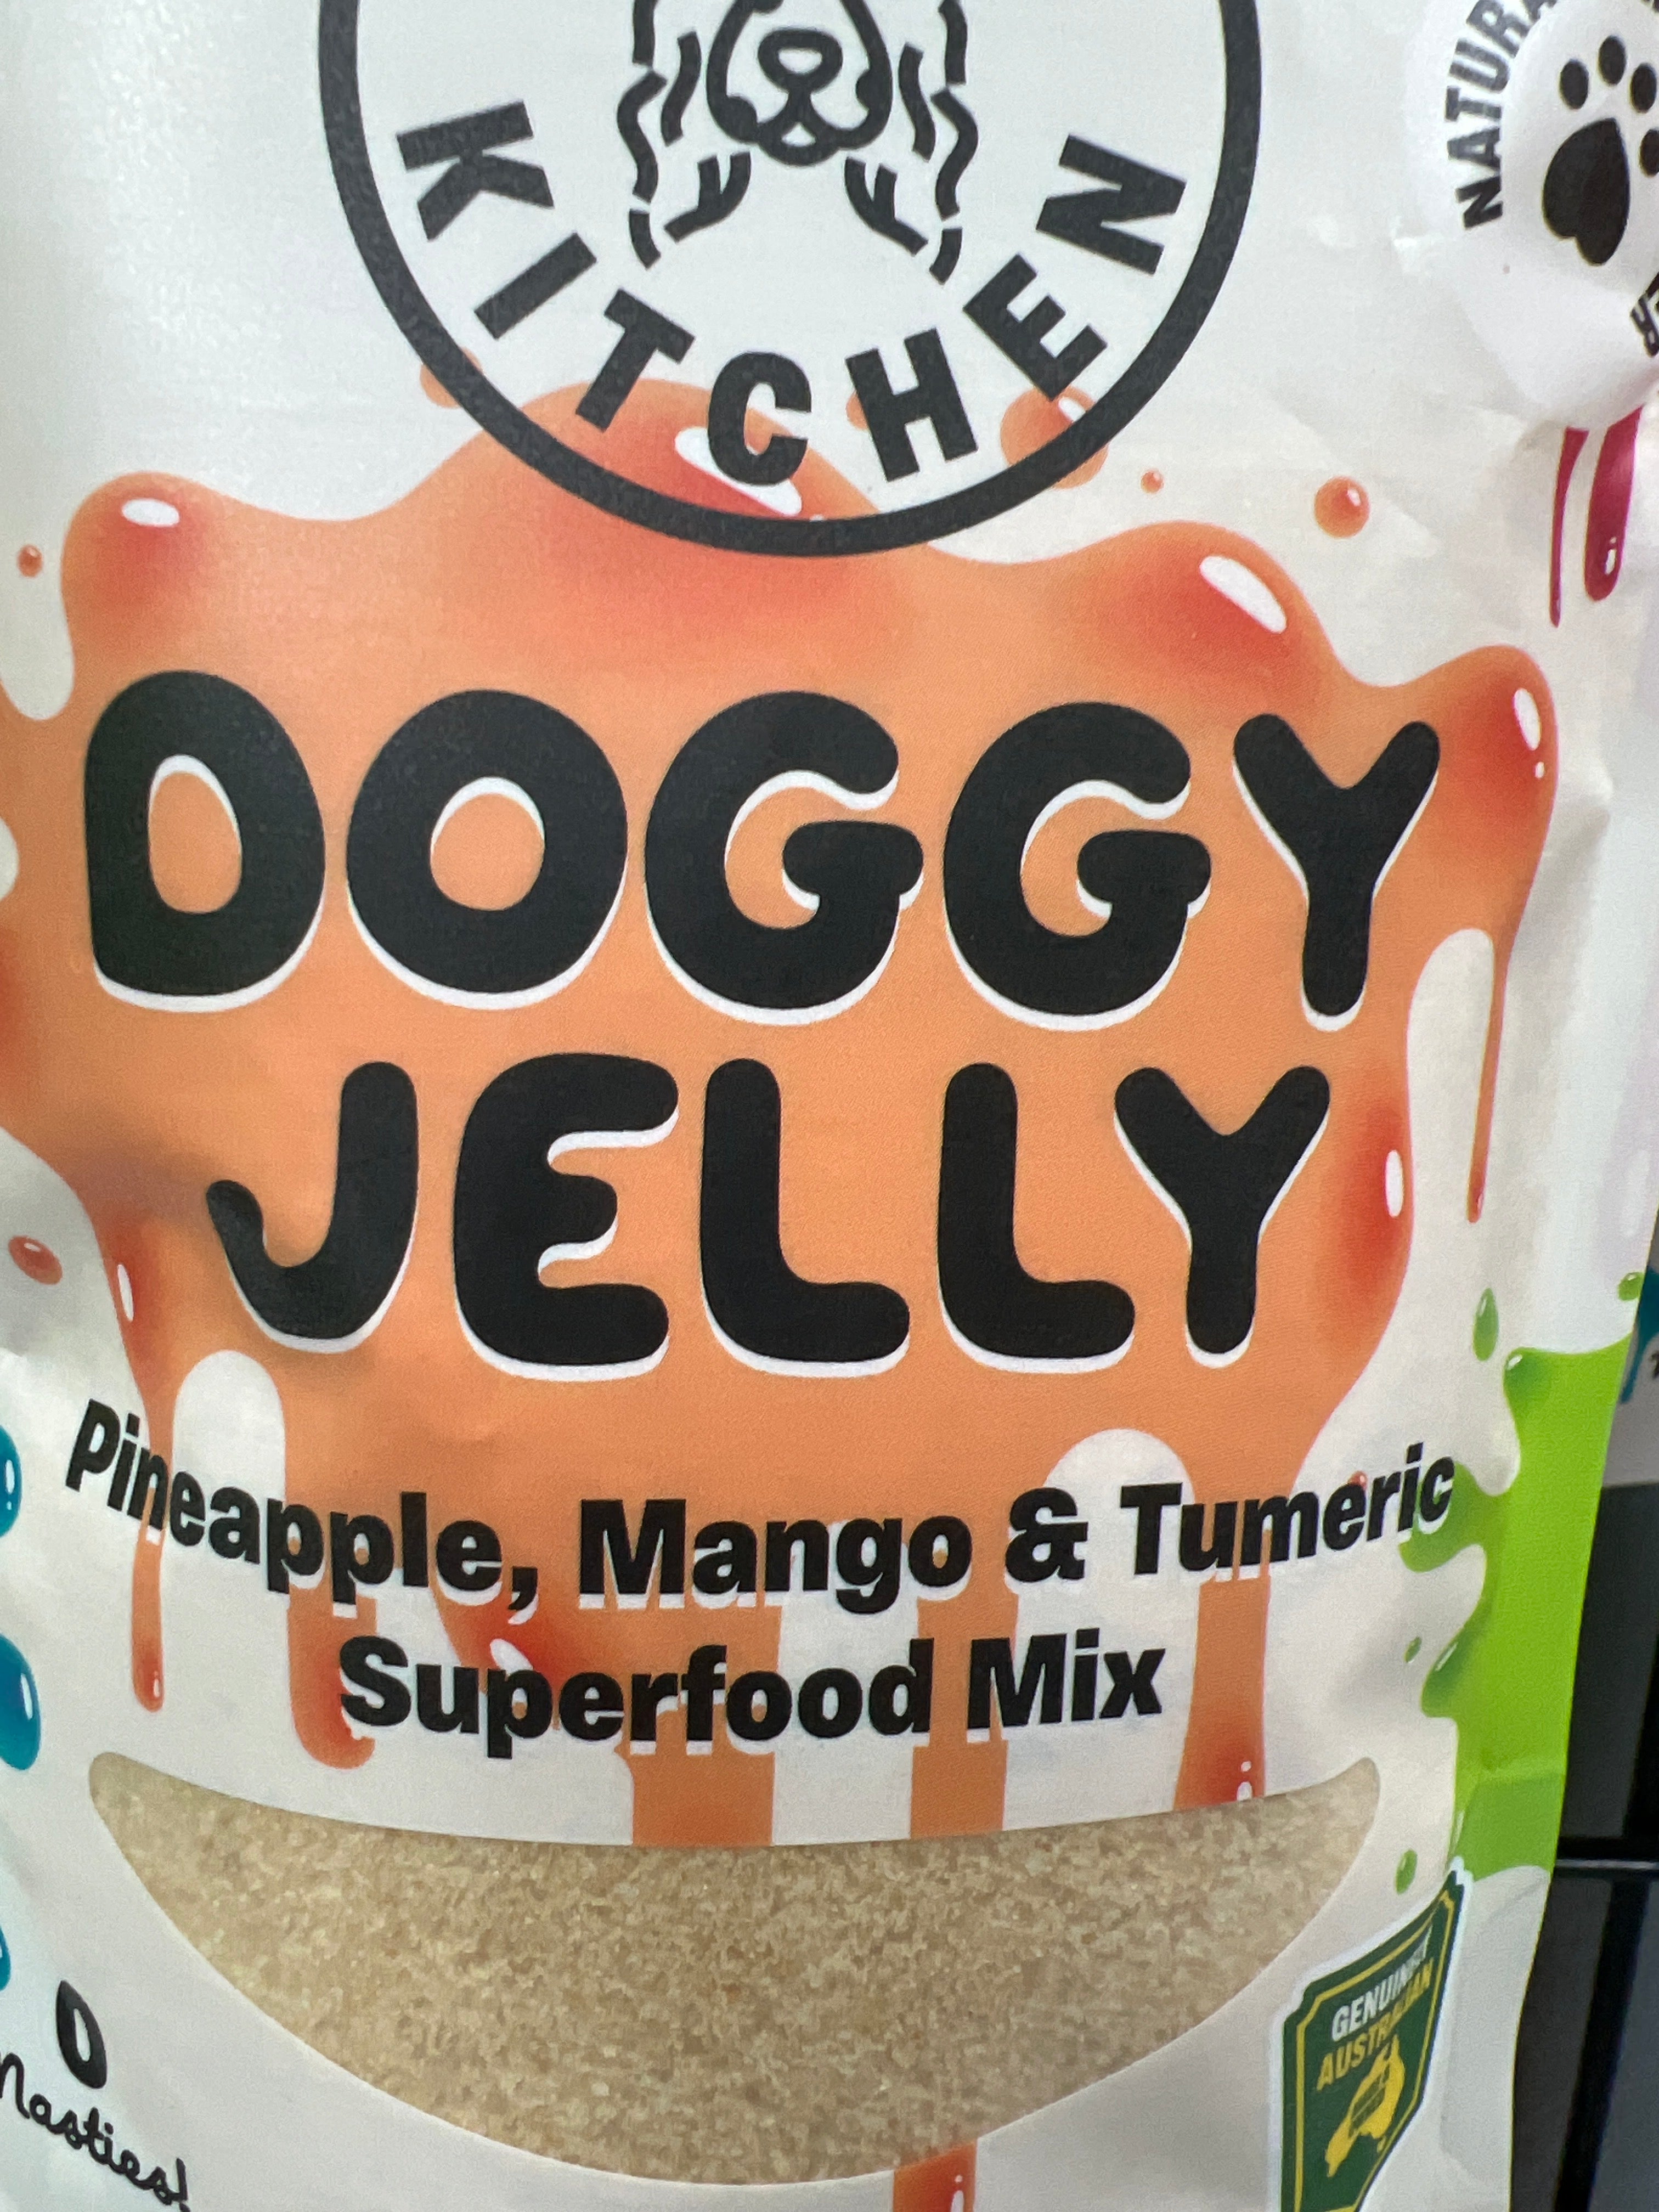 KITCHEN
DOGGY
JELLY
Pineapple, Mango & Tumeric
Superfood Mix
0
nasties!
GENUINELY
AUSTRALIAN